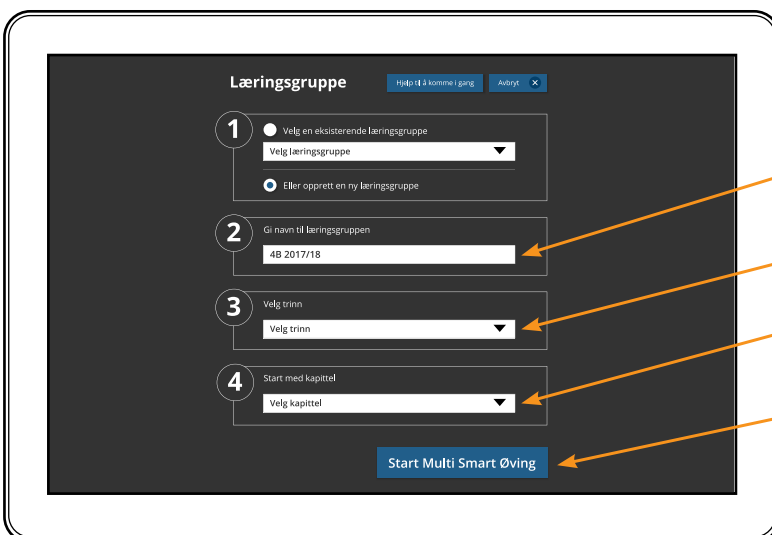 Læringsgruppe
Hjelp til å komme i gang
Avbryt X
1
Velg en eksisterende læringsgruppe
Velg læringsgruppe
Eller opprett en ny læringsgruppe
2
Gi navn til læringsgruppen
4B 2017/18
3
Velg trinn
Velg trinn
4
Start med kapittel
Velg kapittel
Start Multi Smart Øving